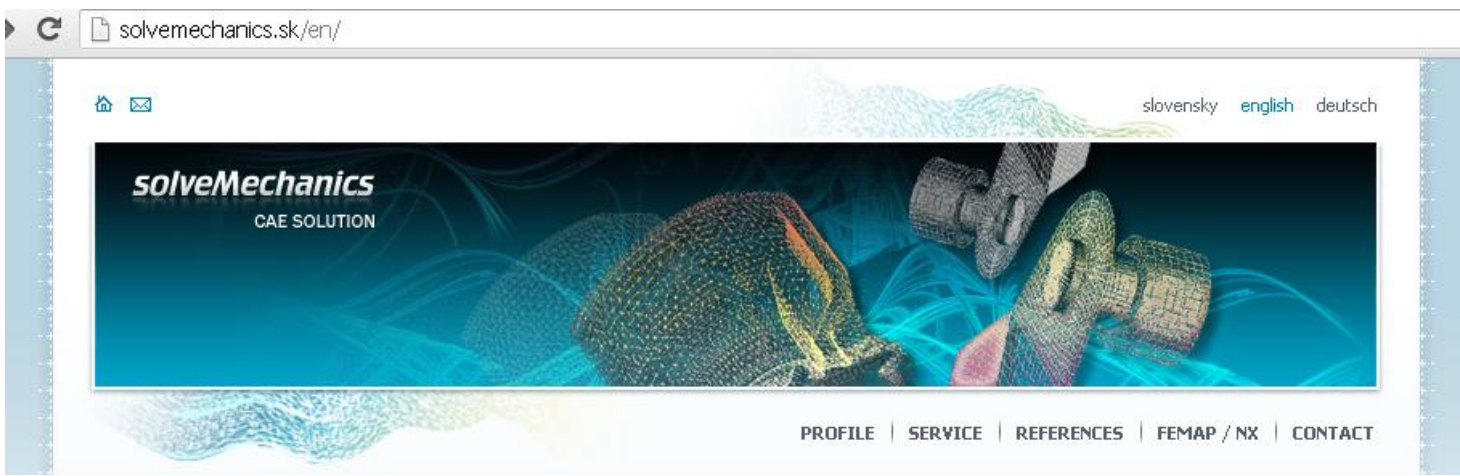 solvemechanics.sk/en/
slovensky english deutsch
solveMechanics
CAE SOLUTION
PROFILE | SERVICE | REFERENCES | FEMAP / NX | CONTACT